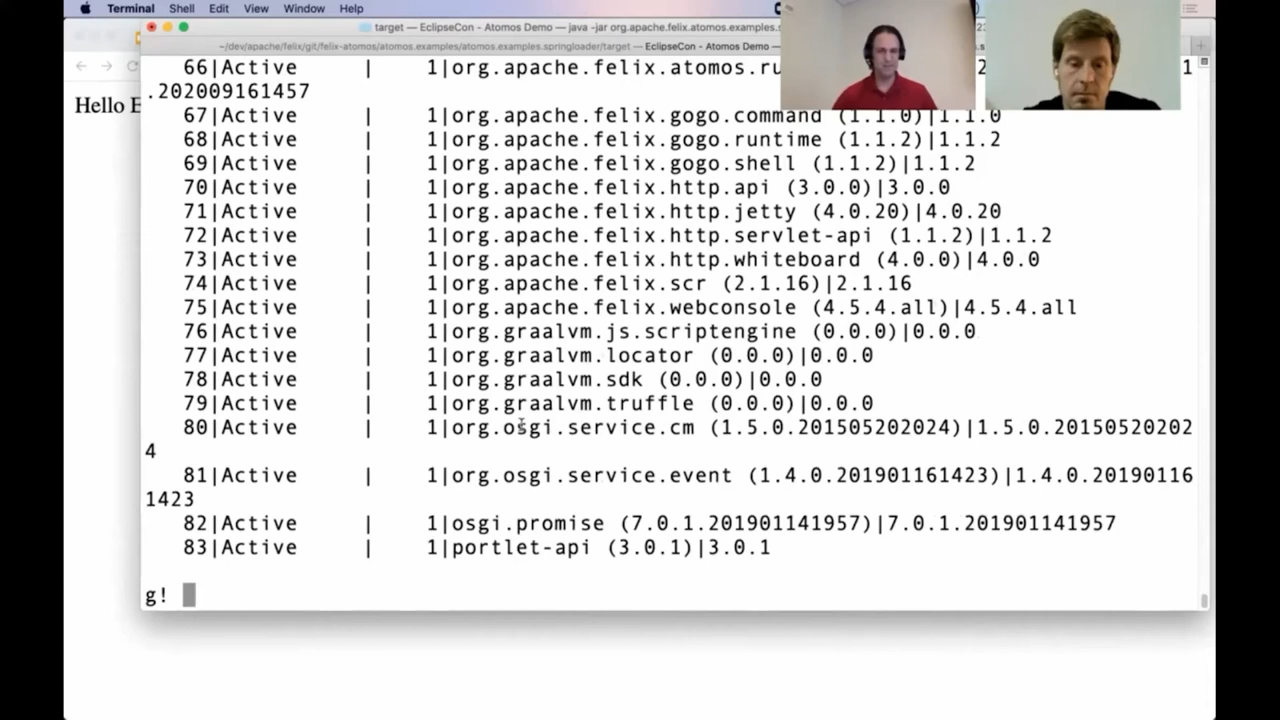 Terminal Shell Edit View Window Help
target — EclipseCon - Atomos Demo — java -jar org.apache.felix.atomos.examples.s
~/dev/apache/felix/git/felix-atomos/atomos.examples/atomos.examples.springloader/target — EclipseCon - Atomos Demo —
Hello E
66|Active | 1|org.apache.felix.atomos.ru
.202009161457
67|Active | 1|org.apache.felix.gogo.command (1.1.0)|1.1.0
68|Active | 1|org.apache.felix.gogo.runtime (1.1.2)|1.1.2
69|Active | 1|org.apache.felix.gogo.shell (1.1.2)|1.1.2
70|Active | 1|org.apache.felix.http.api (3.0.0)|3.0.0
71|Active | 1|org.apache.felix.http.jetty (4.0.20)|4.0.20
72|Active | 1|org.apache.felix.http.servlet-api (1.1.2)|1.1.2
73|Active | 1|org.apache.felix.http.whiteboard (4.0.0)|4.0.0
74|Active | 1|org.apache.felix.scr (2.1.16)|2.1.16
75|Active | 1|org.apache.felix.webconsole (4.5.4.all)|4.5.4.all
76|Active | 1|org.graalvm.js.scriptengine (0.0.0)|0.0.0
77|Active | 1|org.graalvm.locator (0.0.0)|0.0.0
78|Active | 1|org.graalvm.sdk (0.0.0)|0.0.0
79|Active | 1|org.graalvm.truffle (0.0.0)|0.0.0
80|Active | 1|org.osgi.service.cm (1.5.0.201505202024)|1.5.0.20150520202
4
81|Active | 1|org.osgi.service.event (1.4.0.201901161423)|1.4.0.20190116
1423
82|Active | 1|osgi.promise (7.0.1.201901141957)|7.0.1.201901141957
83|Active | 1|portlet-api (3.0.1)|3.0.1
g!